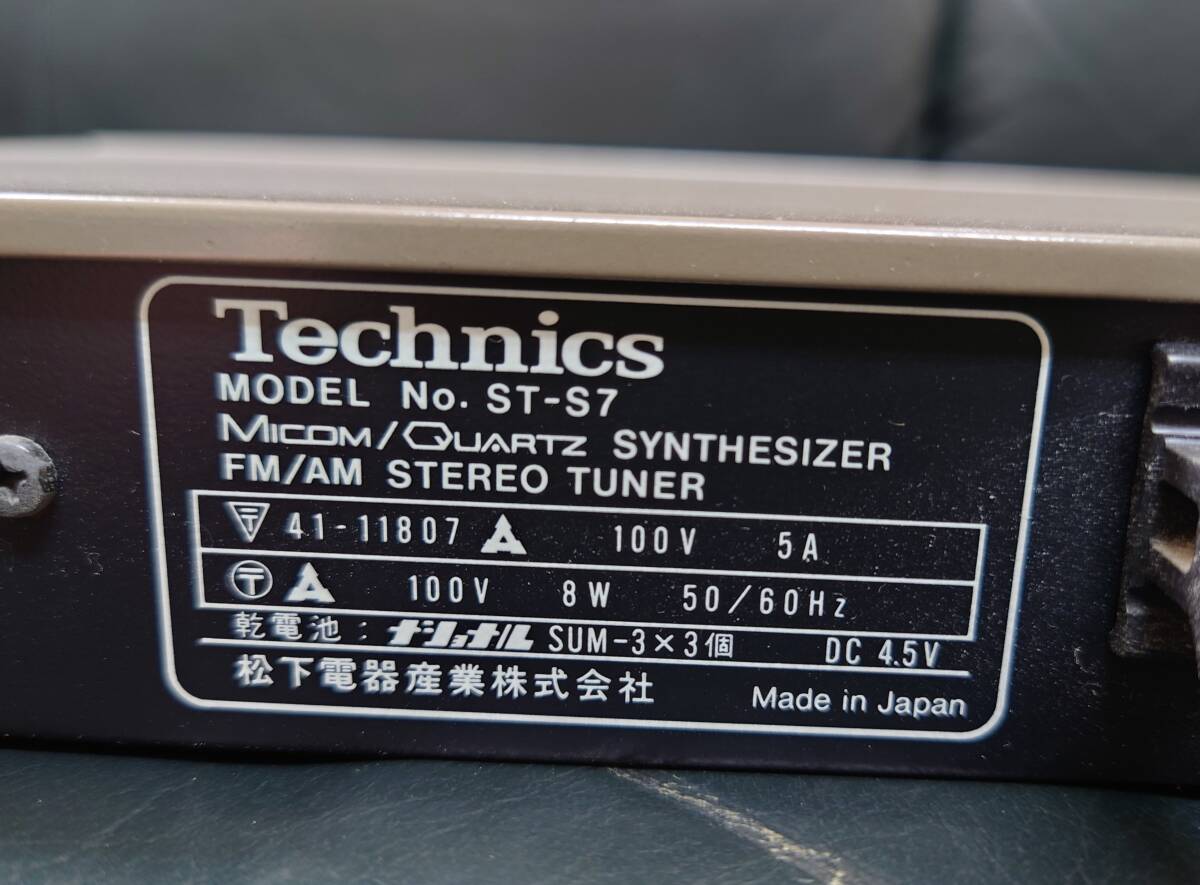 Technics
MODEL No. ST-S7
MICOM/QUARTZ SYNTHESIZER
FM/AM STEREO TUNER
〒 41-11807 A 100V 5A
〒 A 100V 8W 50/60Hz
乾電池：ナショナル SUM-3×3個 DC 4.5V
松下電器産業株式会社 Made in Japan